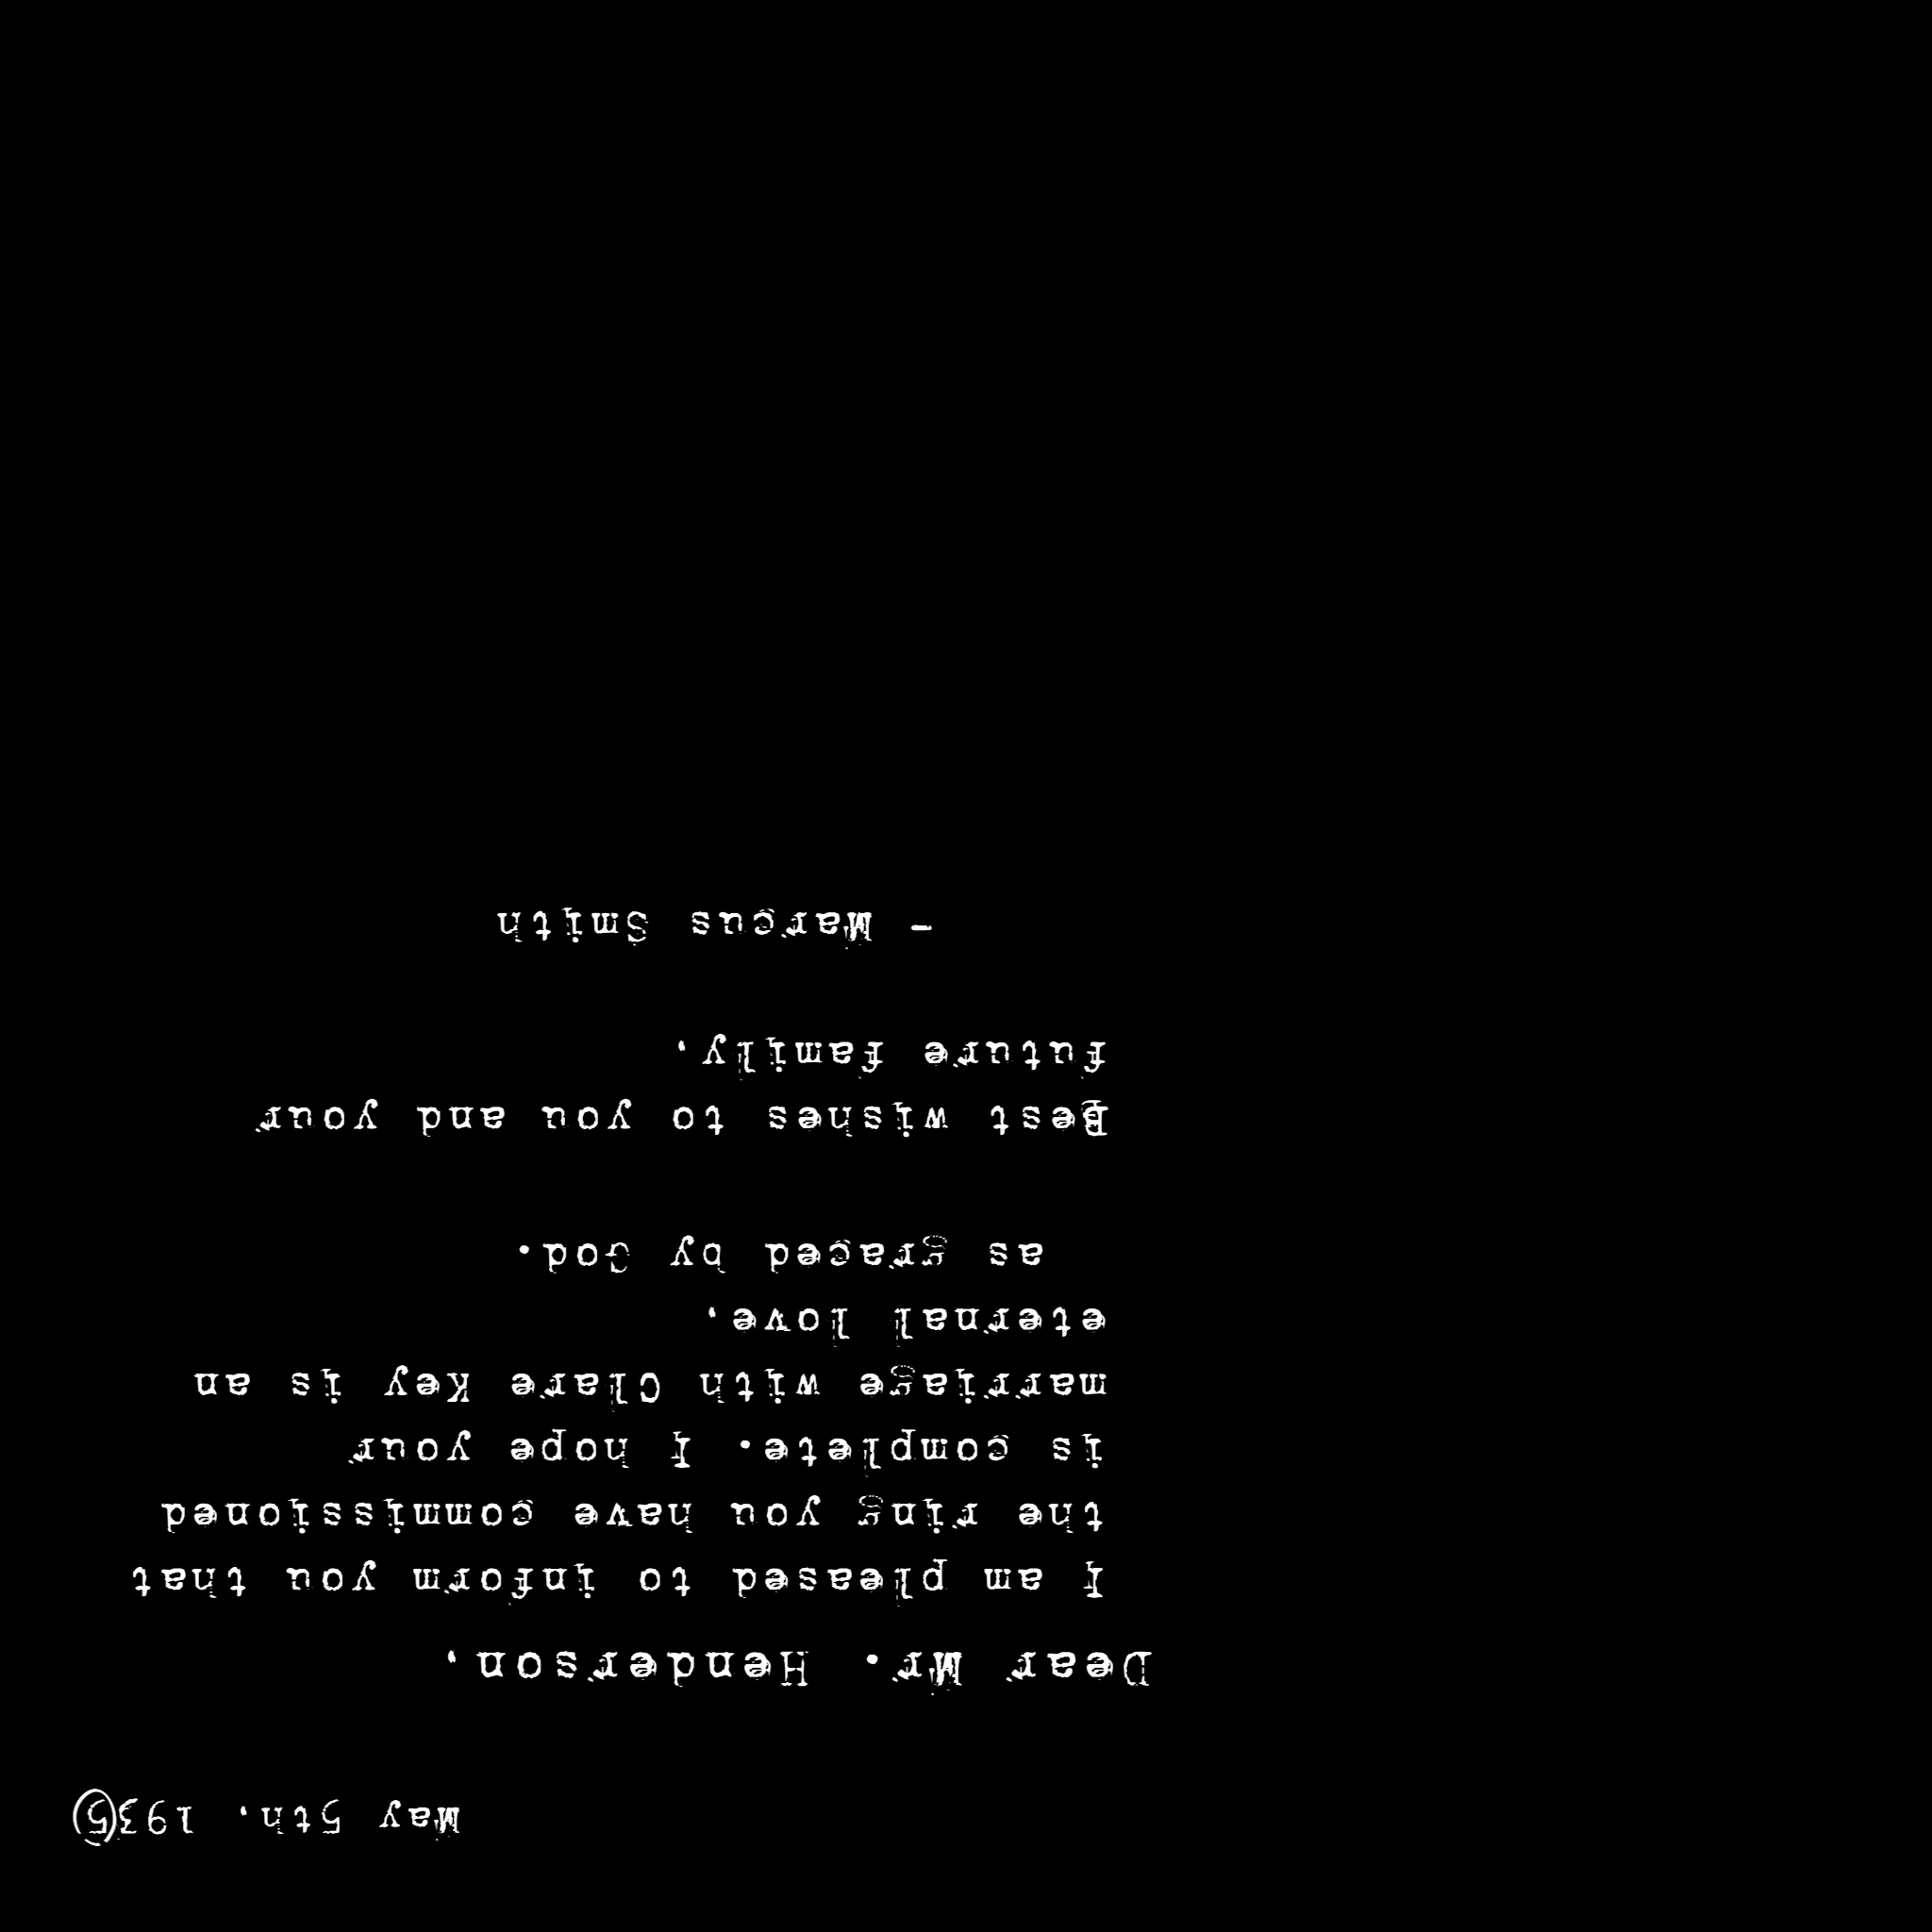 May 5th, 1935
Dear Mr. Henderson,
I am pleased to inform you that
the ring you have commissioned
is complete. I hope your
marriage with Clare Key is an
eternal love,
as graced by God.
Best wishes to you and your
future family,
- Marcus Smith